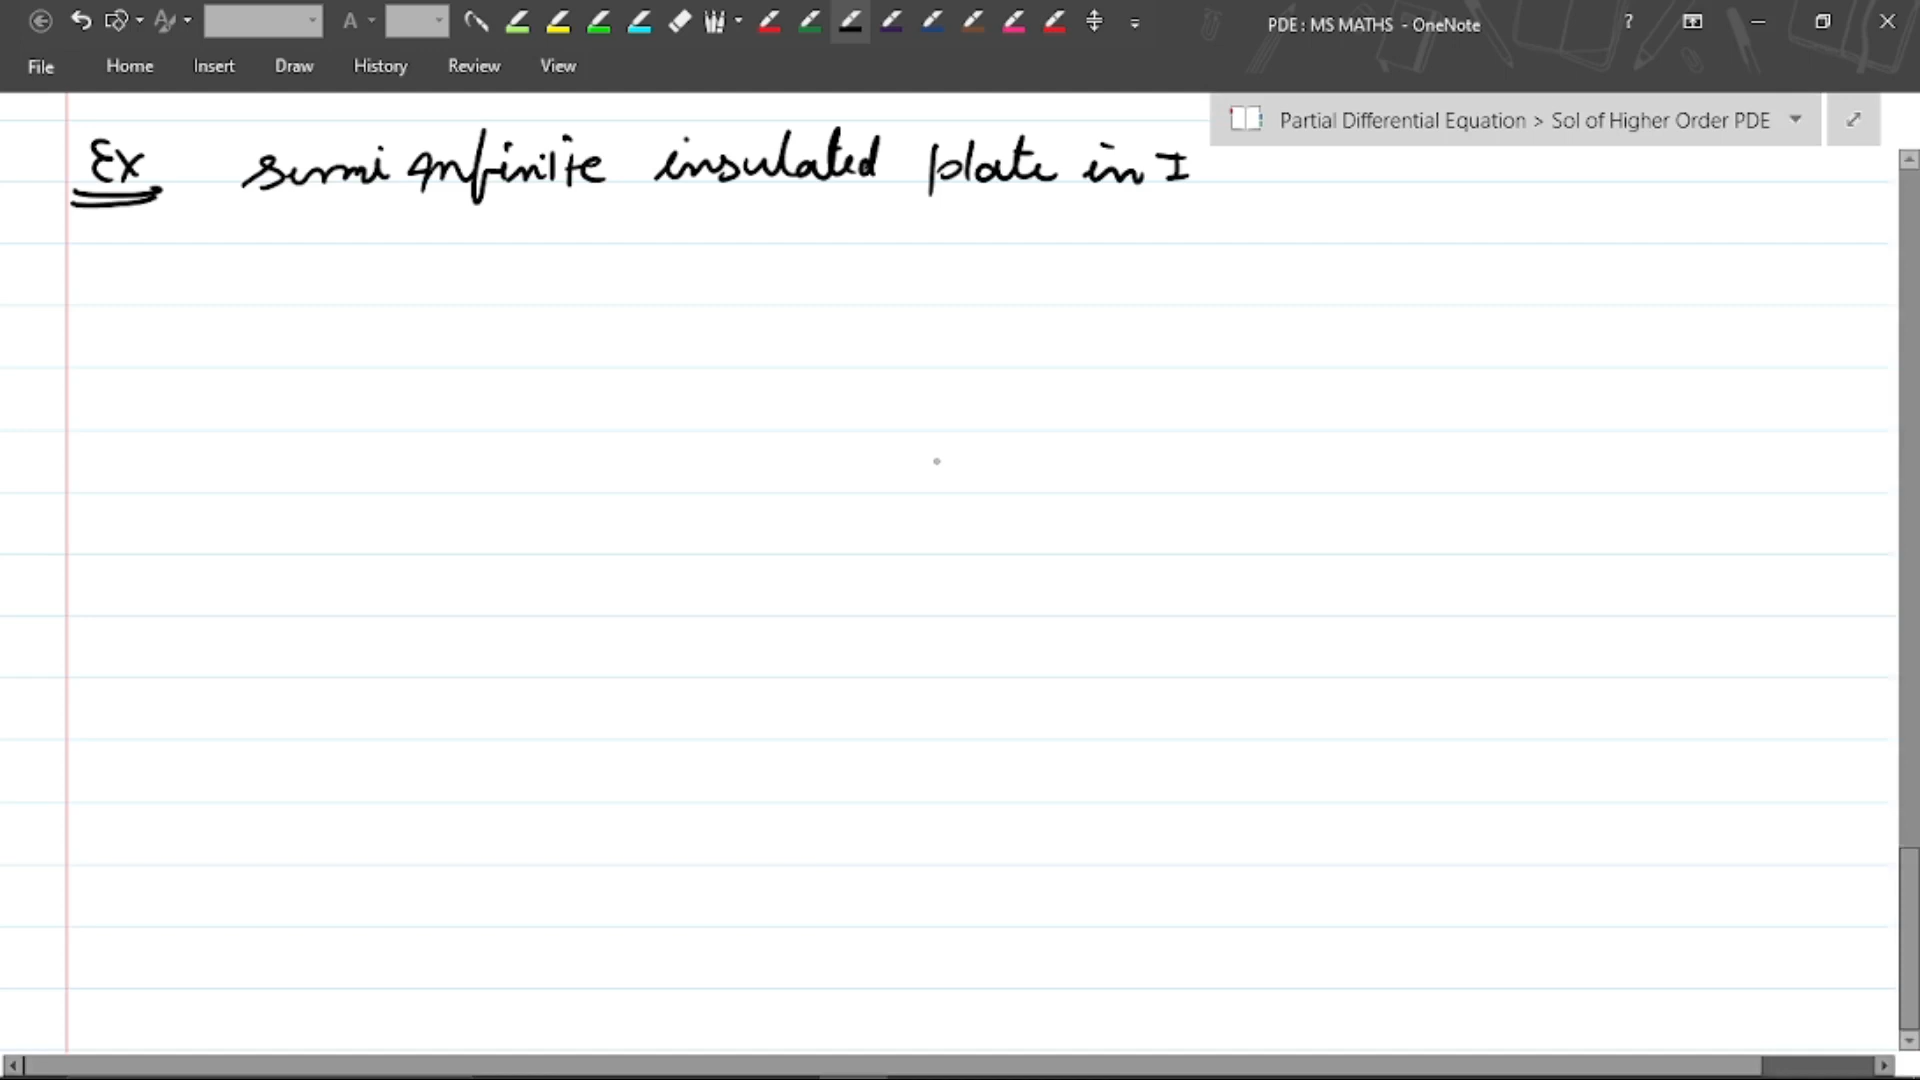 PDE : MS MATHS - OneNote
?
File Home Insert Draw History Review View
Partial Differential Equation > Sol of Higher Order PDE
Ex semi infinite insulated plate in I